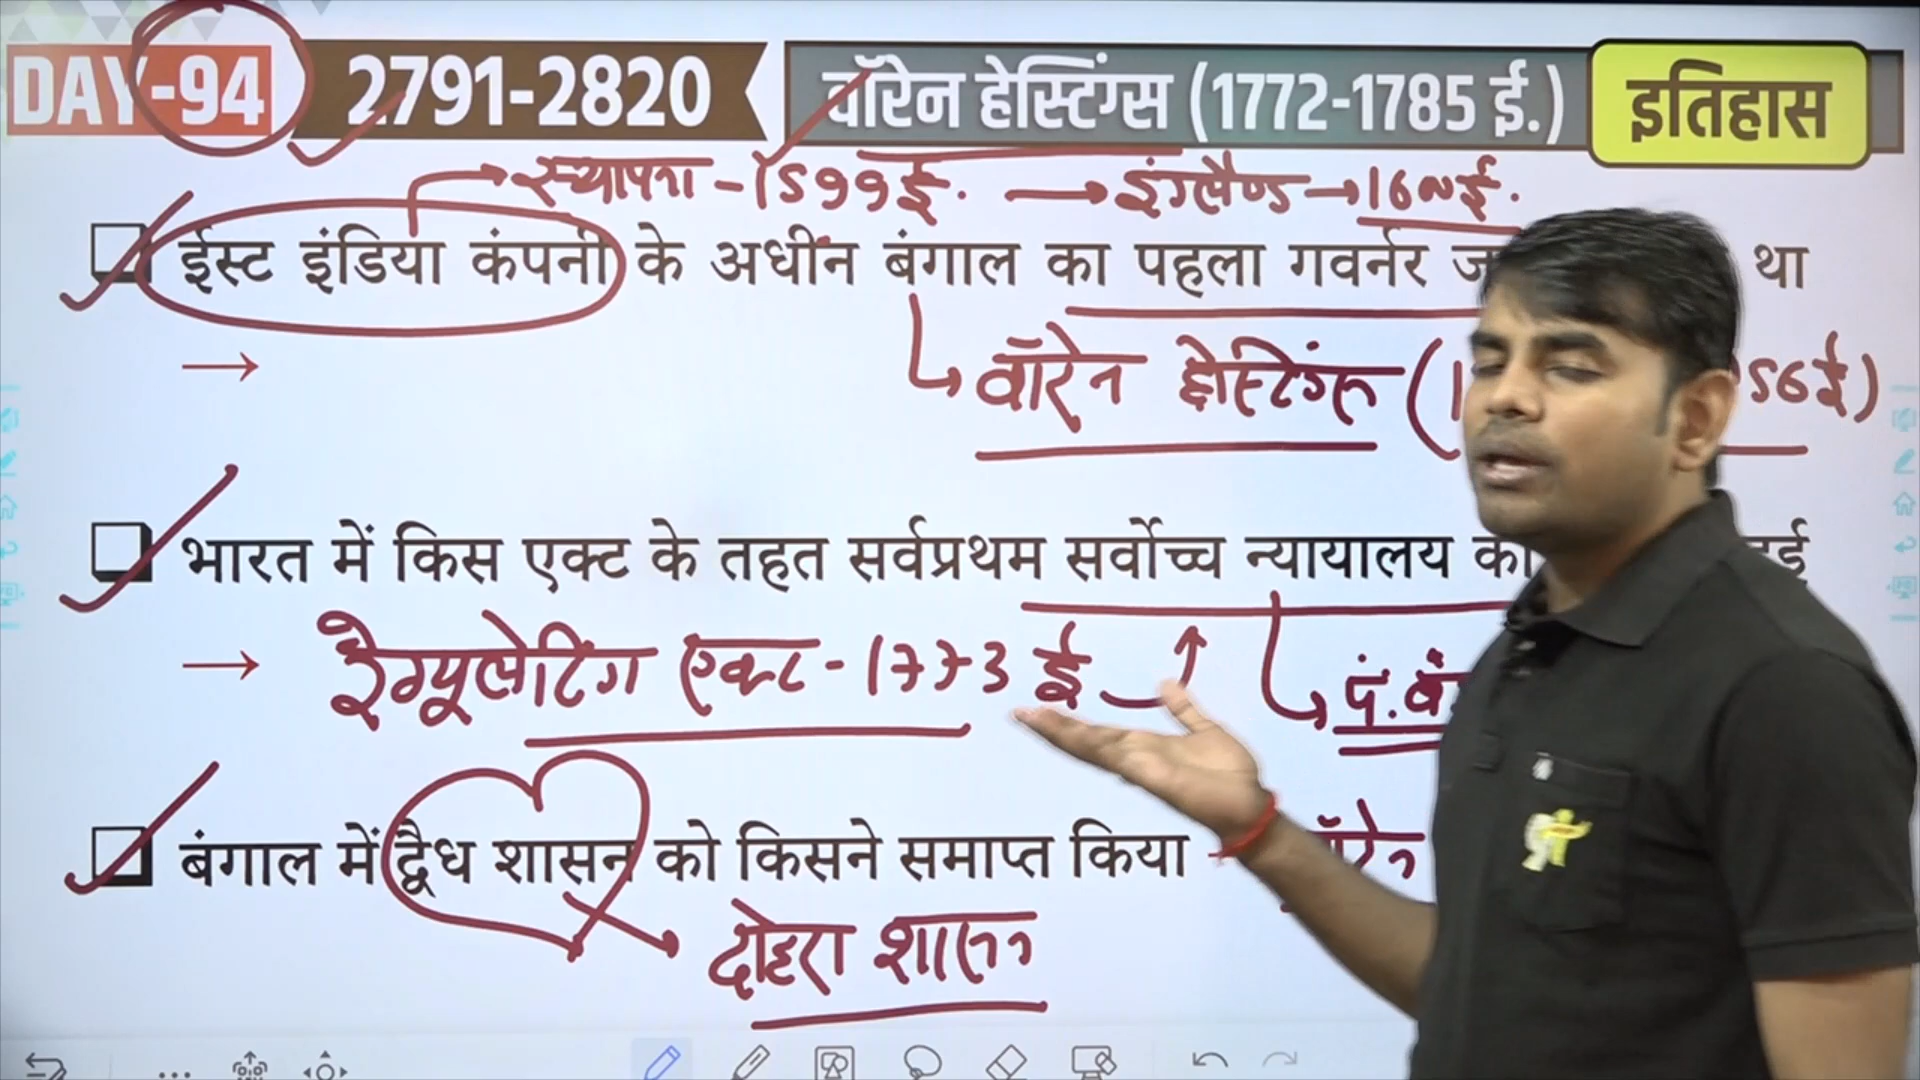 DAY-94 2791-2820 वॉरेन हेस्टिंग्स (1772-1785 ई.) इतिहास
स्थापना - 1599 ई. → इंग्लैण्ड → 1600 ई.
ईस्ट इंडिया कंपनी के अधीन बंगाल का पहला गवर्नर था
→ वॉरेन हेस्टिंग्स (1 ई)
भारत में किस एक्ट के तहत सर्वप्रथम सर्वोच्च न्यायालय की
→ रेग्यूलेटिंग एक्ट - 1773 ई पं. बं
बंगाल में द्वैध शासन को किसने समाप्त किया - वॉरेन
दोहरा शासन